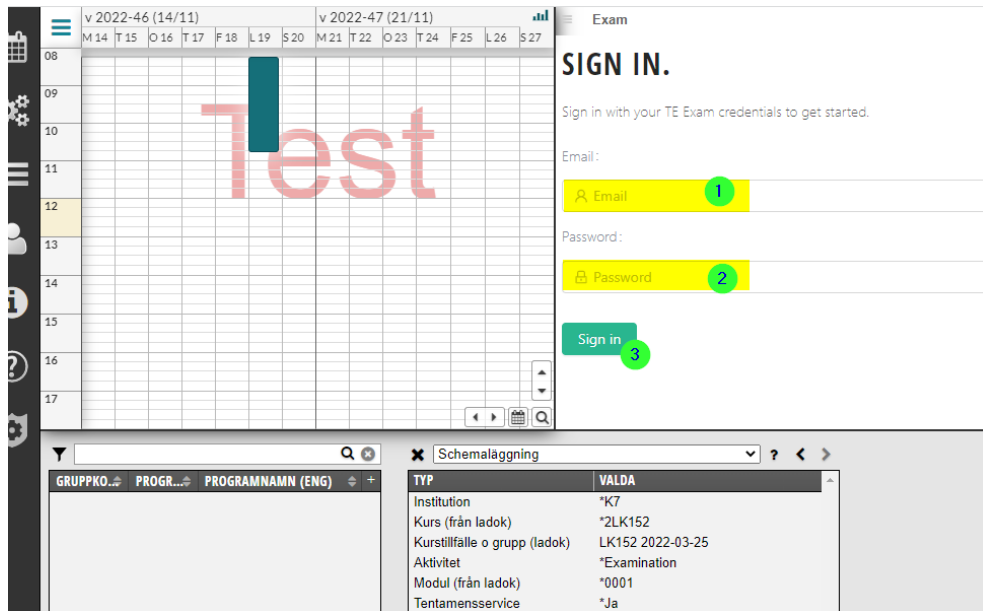 v 2022-46 (14/11) v 2022-47 (21/11)
M 14 T 15 O 16 T 17 F 18 L 19 S 20 M 21 T 22 O 23 T 24 F 25 L 26 S 27
08
09
10
11
12
13
14
15
16
17
Test
Exam
SIGN IN.
Sign in with your TE Exam credentials to get started.
Email:
Email 1
Password:
Password 2
Sign in 3
GRUPPKO... PROGR... PROGRAMNAMN (ENG) +
Schemaläggning ?
TYP VALDA
Institution *K7
Kurs (från ladok) *2LK152
Kurstillfälle o grupp (ladok) LK152 2022-03-25
Aktivitet *Examination
Modul (från ladok) *0001
Tentamensservice *Ja